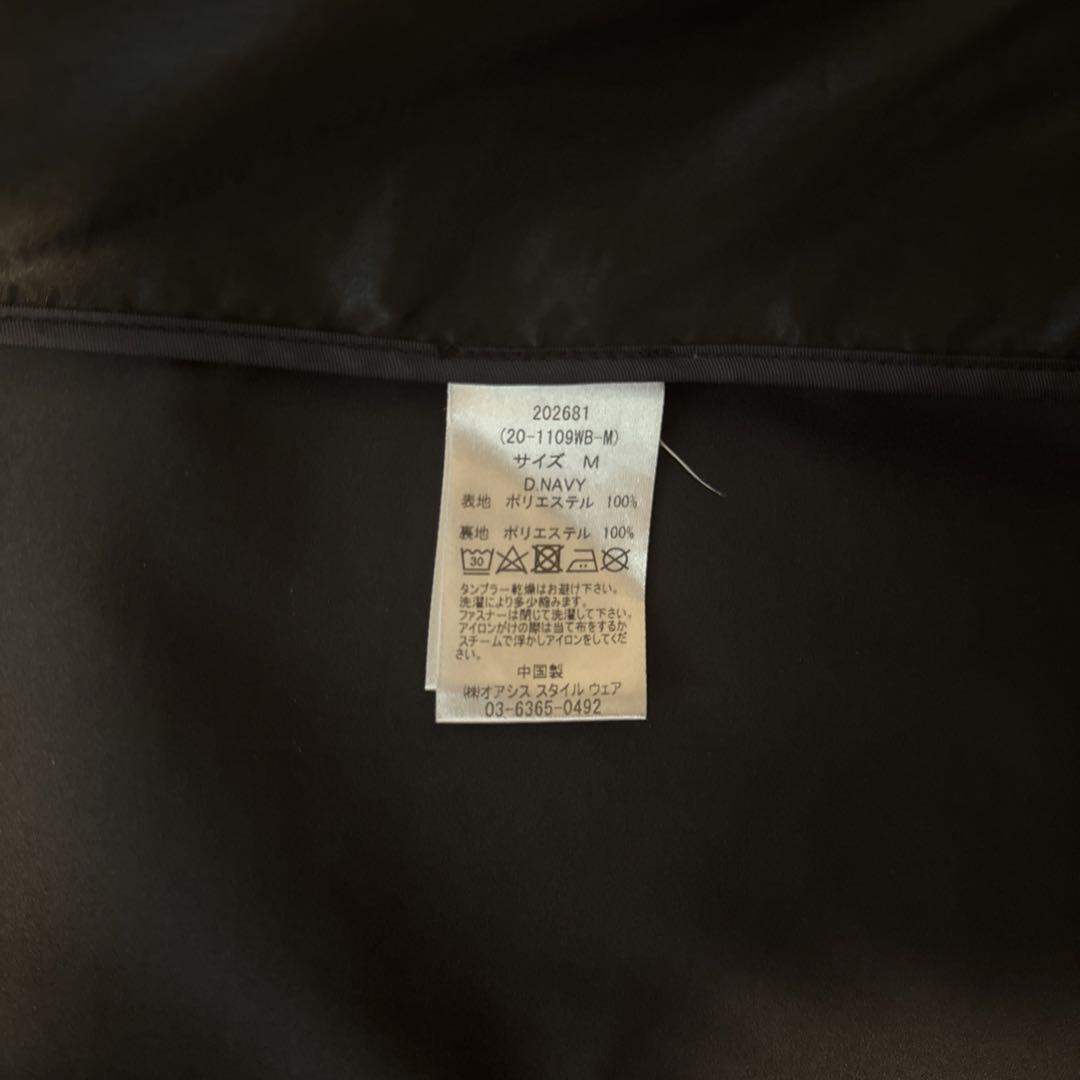 202681
(20-1109WB-M)
サイズ M
D.NAVY
表地 ポリエステル 100%
裏地 ポリエステル 100%
30
タンブラー乾燥はお避け下さい。
洗濯により多少縮みます。
ファスナーは閉じて洗濯して下さい。
アイロンがけの際は当て布をするか
スチームで浮かしアイロンをしてくだ
さい。
中国製
(株)オアシス スタイル ウェア
03-6365-0492